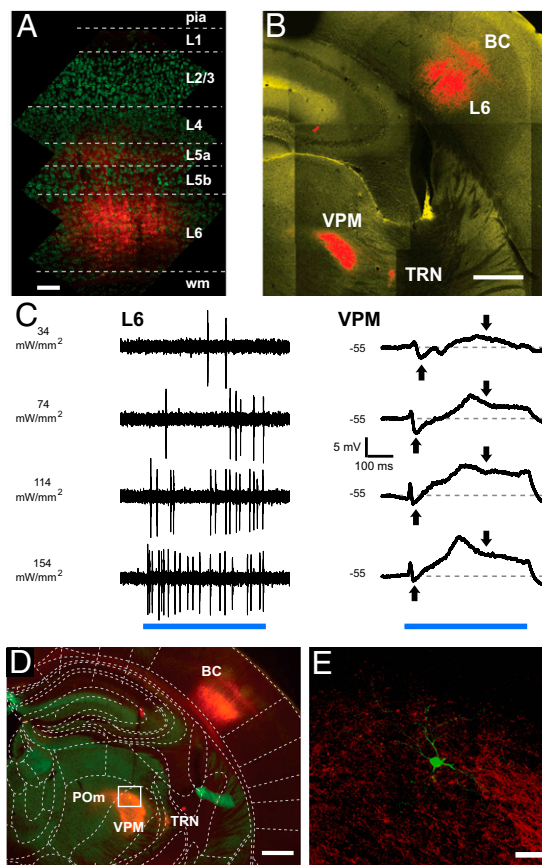 A
pia
L1
L2/3
L4
L5a
L5b
L6
wm
B
BC
L6
VPM
TRN
C
L6
VPM
34
mW/mm2
-55
74
mW/mm2
-55
5 mV
100 ms
114
mW/mm2
-55
154
mW/mm2
-55
D
BC
POm
VPM
TRN
E